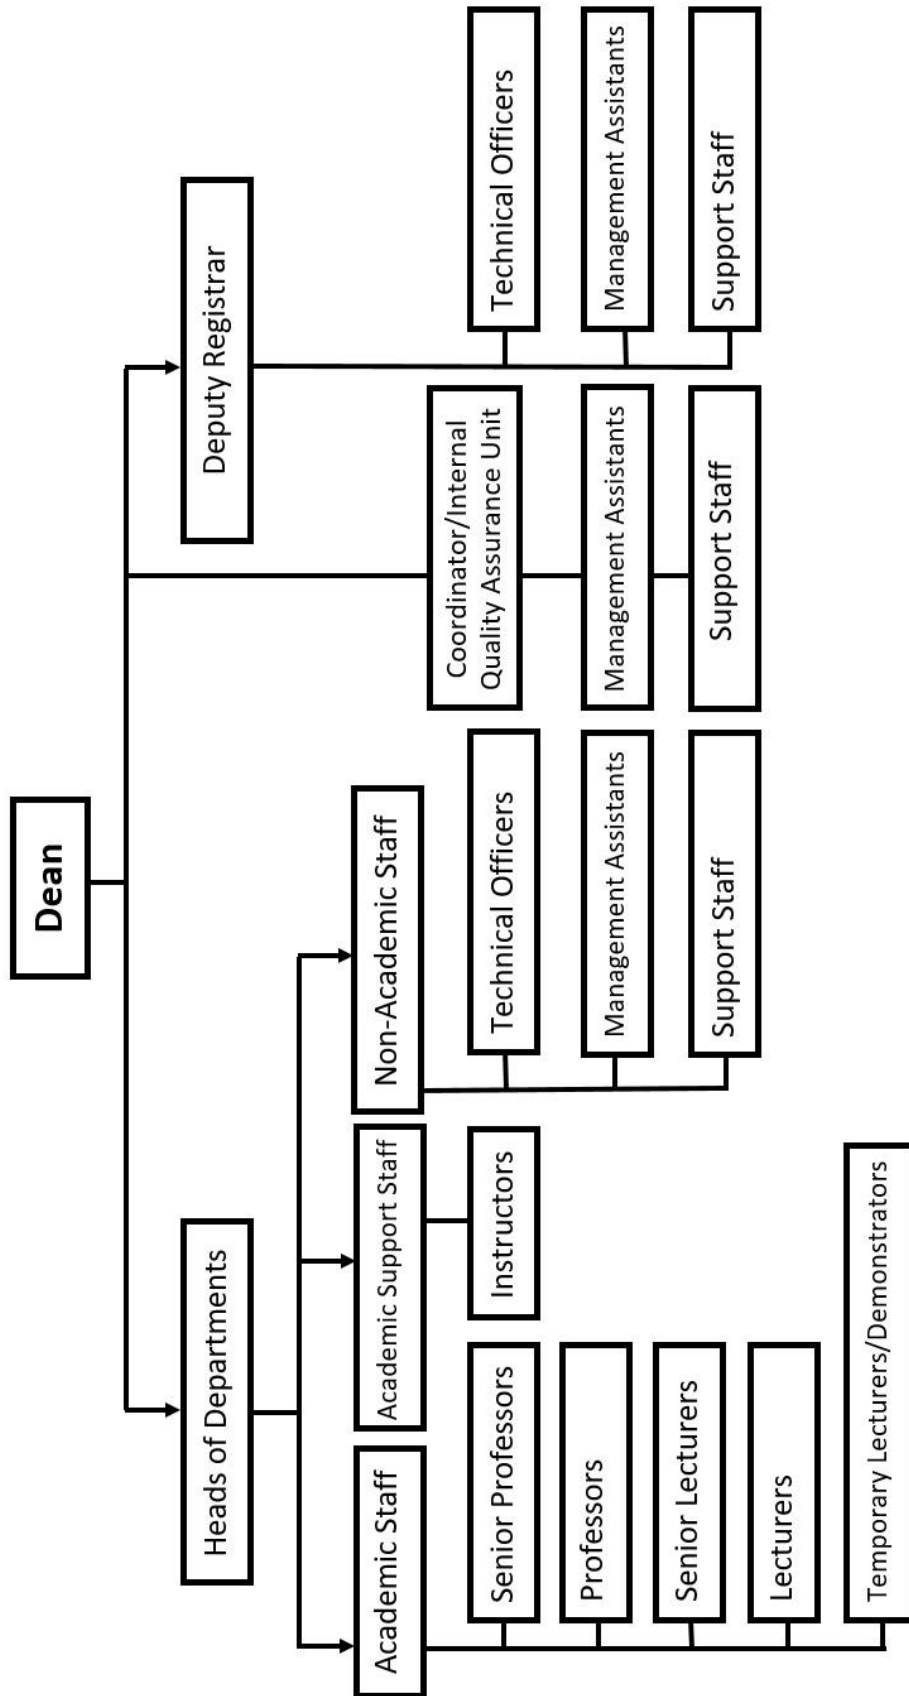 Dean
Heads of Departments
Deputy Registrar
Academic Staff
Academic Support Staff
Non-Academic Staff
Coordinator/Internal
Quality Assurance Unit
Senior Professors
Professors
Senior Lecturers
Lecturers
Temporary Lecturers/Demonstrators
Instructors
Technical Officers
Management Assistants
Support Staff
Management Assistants
Support Staff
Technical Officers
Management Assistants
Support Staff